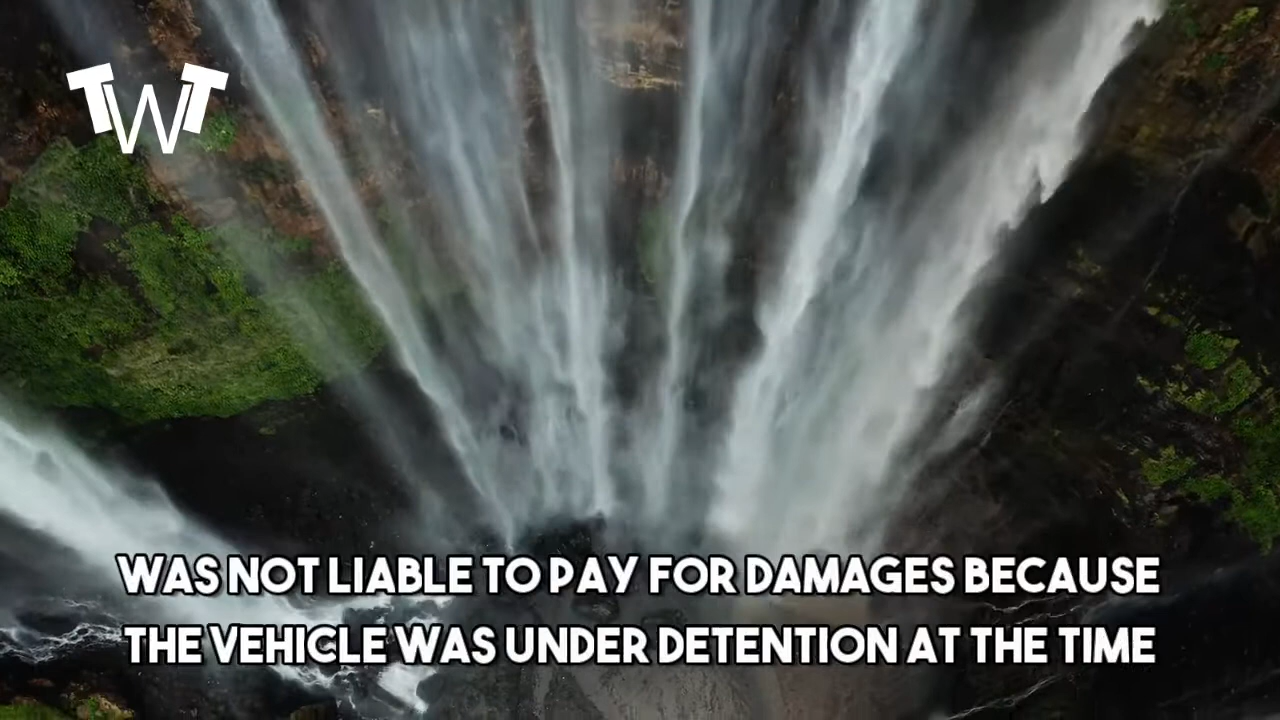 TWT
WAS NOT LIABLE TO PAY FOR DAMAGES BECAUSE
THE VEHICLE WAS UNDER DETENTION AT THE TIME